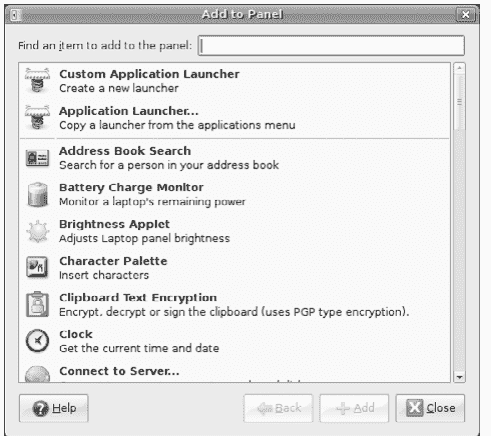 Add to Panel
Find an item to add to the panel:
Custom Application Launcher
Create a new launcher
Application Launcher...
Copy a launcher from the applications menu
Address Book Search
Search for a person in your address book
Battery Charge Monitor
Monitor a laptop's remaining power
Brightness Applet
Adjusts Laptop panel brightness
Character Palette
Insert characters
Clipboard Text Encryption
Encrypt, decrypt or sign the clipboard (uses PGP type encryption).
Clock
Get the current time and date
Connect to Server...
Help
Back
Add
Close